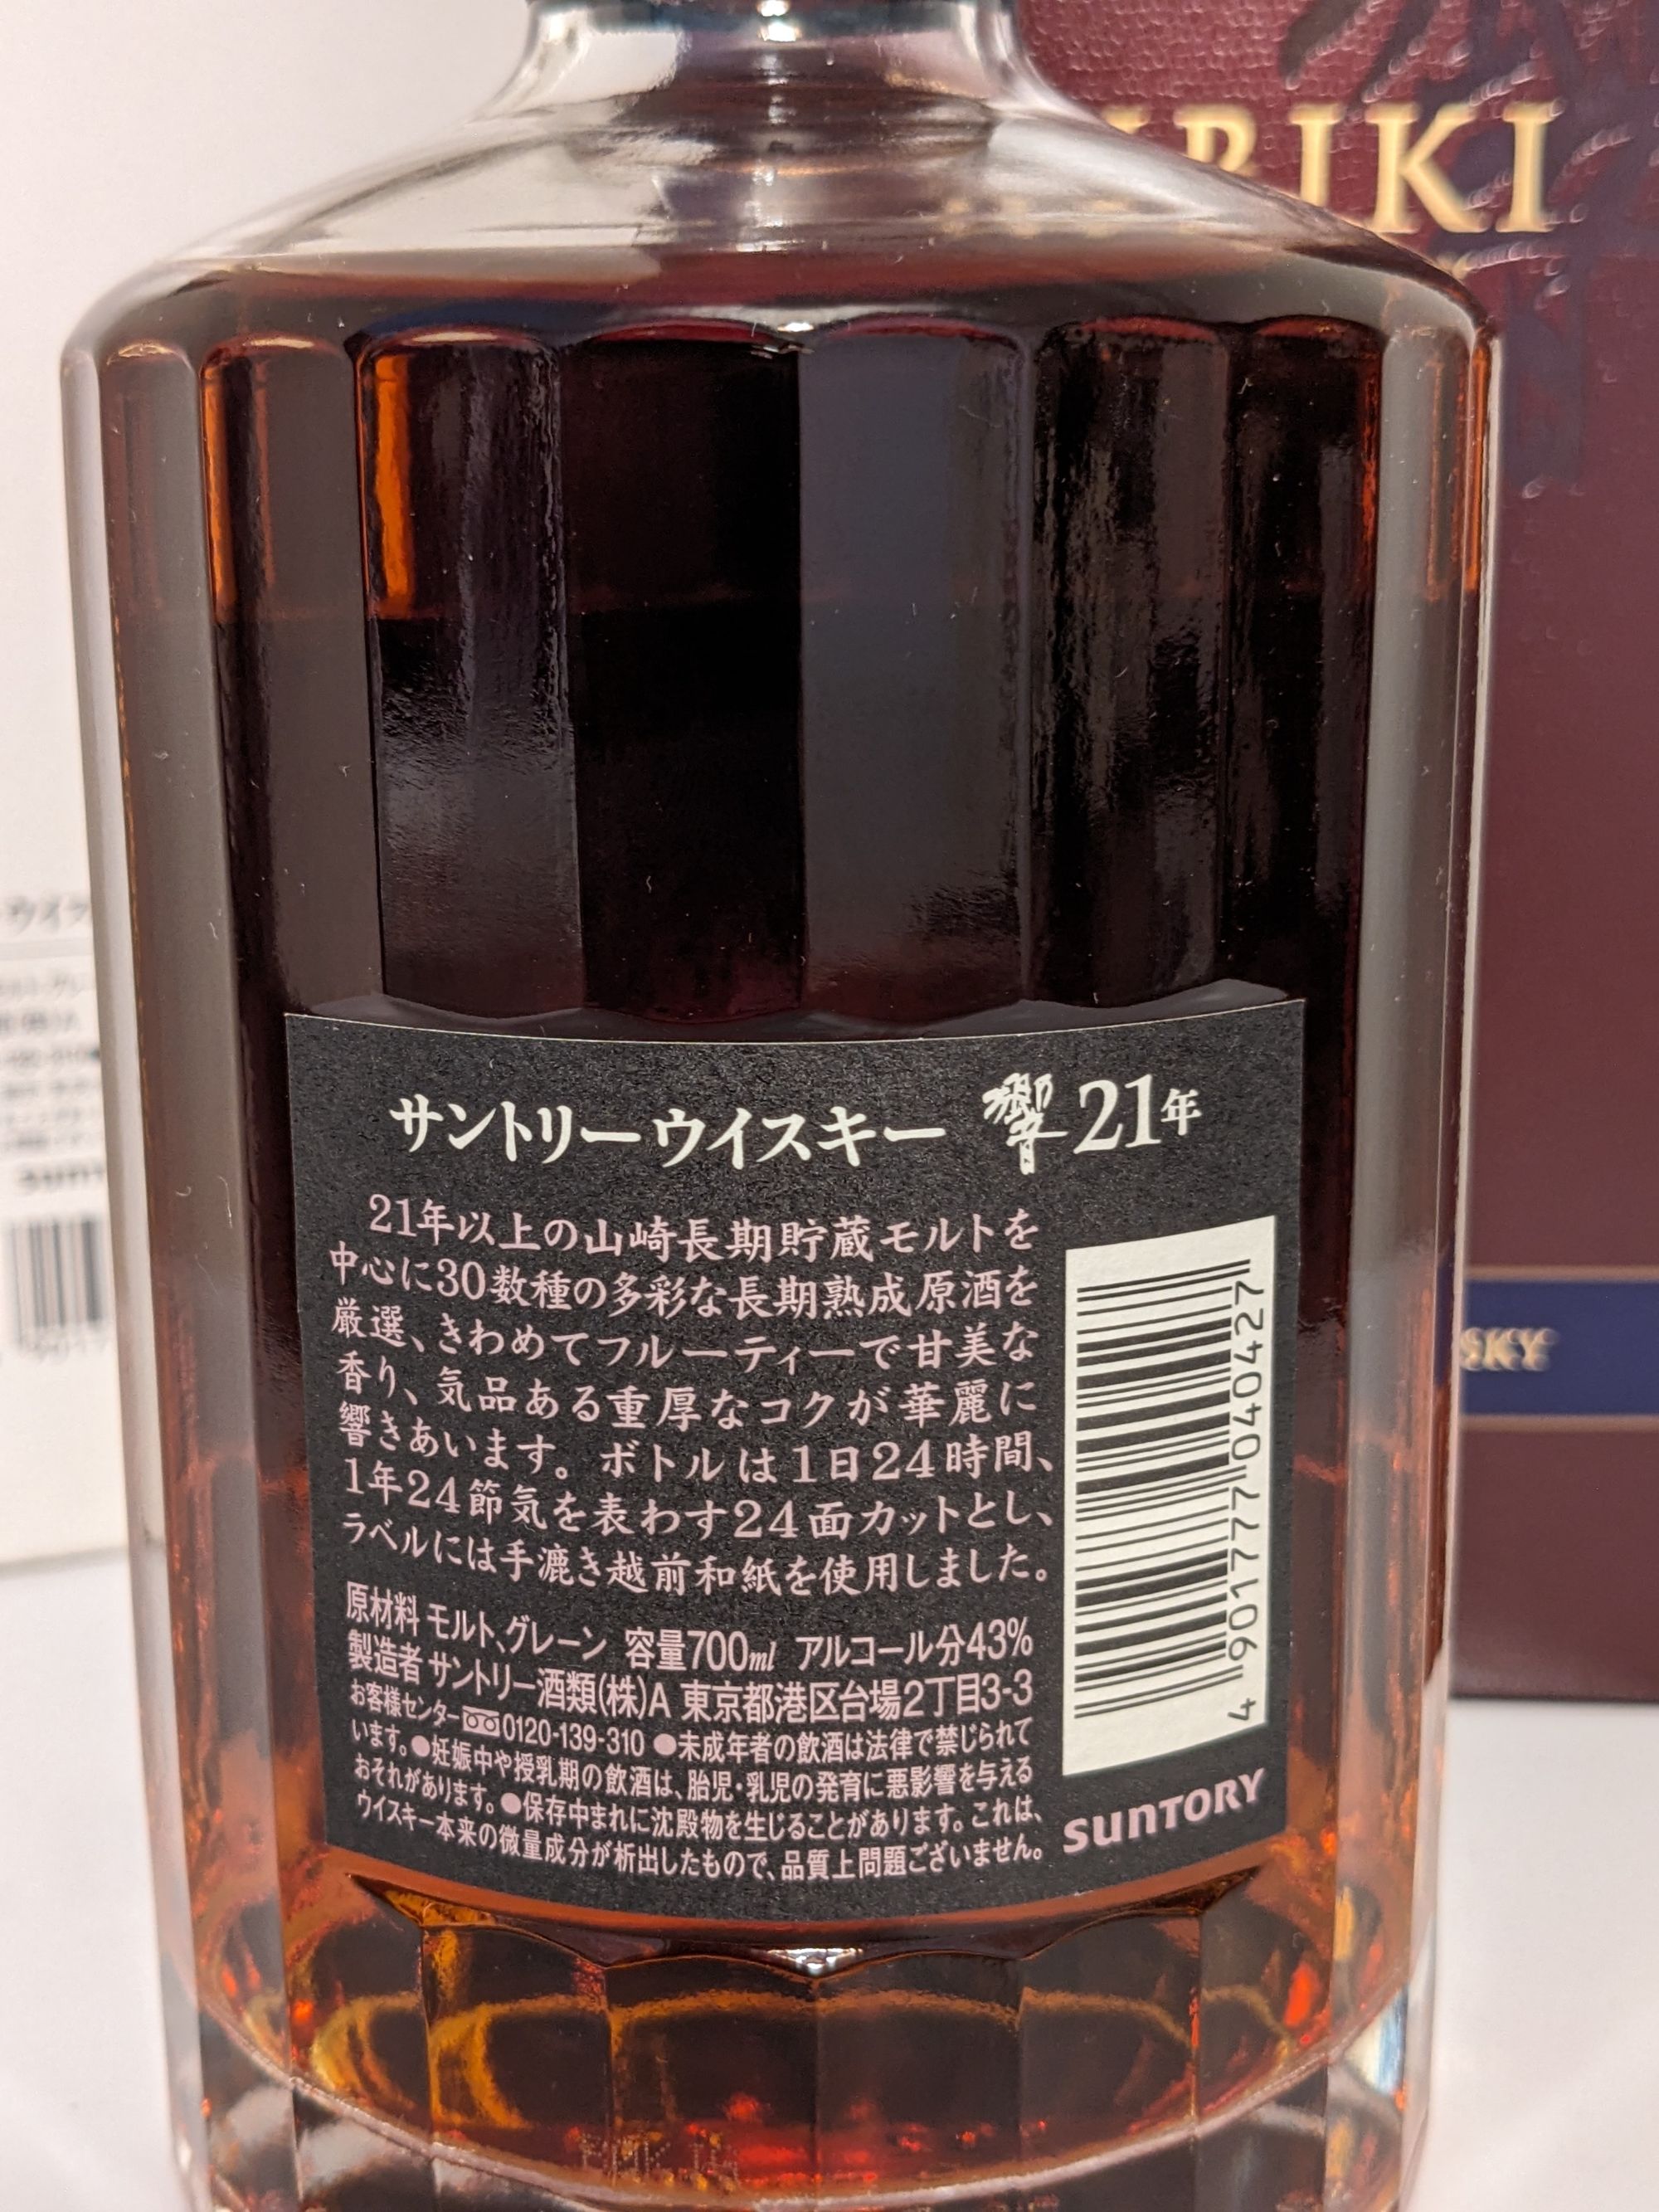 HIBIKI
サントリーウイスキー 響 21年
21年以上の山崎長期貯蔵モルトを
中心に30数種の多彩な長期熟成原酒を
厳選、きわめてフルーティーで甘美な
香り、気品ある重厚なコクが華麗に
響きあいます。ボトルは1日24時間、
1年24節気を表わす24面カットとし、
ラベルには手漉き越前和紙を使用しました。
原材料 モルト、グレーン 容量700ml アルコール分43%
製造者 サントリー酒類(株)A 東京都港区台場2丁目3-3
お客様センター 0120-139-310 ●未成年者の飲酒は法律で禁じられて
います。●妊娠中や授乳期の飲酒は、胎児・乳児の発育に悪影響を与える
おそれがあります。●保存中まれに沈殿物を生じることがあります。これは、
ウイスキー本来の微量成分が析出したもので、品質上問題ございません。
4 901777 040427
SUNTORY
SKY